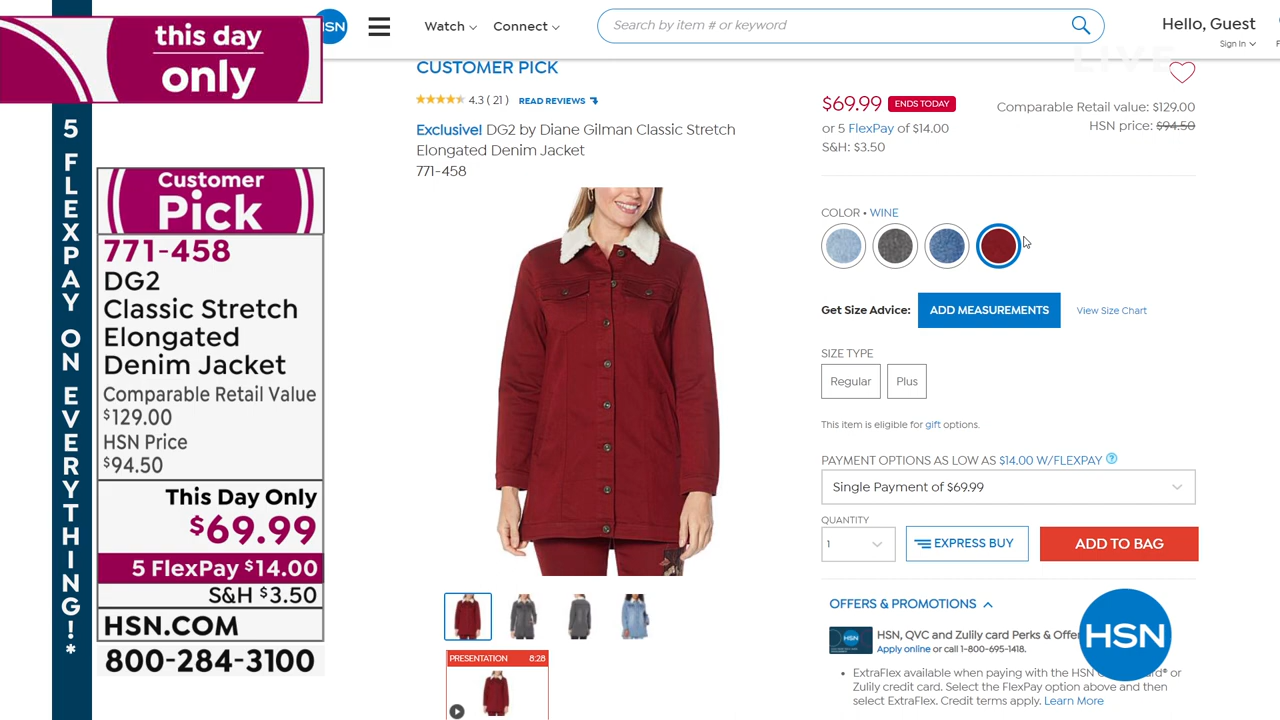 this day
only
5 FLEXPAY ON EVERYTHING!*
Customer
Pick
771-458
DG2
Classic Stretch
Elongated
Denim Jacket
Comparable Retail Value
$129.00
HSN Price
$94.50
This Day Only
$69.99
5 FlexPay $14.00
S&H $3.50
HSN.COM
800-284-3100
HSN
Watch
Connect
Search by item # or keyword
Hello, Guest
Sign In
LIVE
CUSTOMER PICK
4.3 ( 21 ) READ REVIEWS
Exclusive! DG2 by Diane Gilman Classic Stretch
Elongated Denim Jacket
771-458
PRESENTATION 8:28
$69.99 ENDS TODAY
or 5 FlexPay of $14.00
S&H: $3.50
Comparable Retail value: $129.00
HSN price: $94.50
COLOR • WINE
Get Size Advice: ADD MEASUREMENTS View Size Chart
SIZE TYPE
Regular Plus
This item is eligible for gift options.
PAYMENT OPTIONS AS LOW AS $14.00 W/FLEXPAY ?
Single Payment of $69.99
QUANTITY
1 EXPRESS BUY ADD TO BAG
OFFERS & PROMOTIONS
HSN
HSN, QVC and Zulily card Perks & Offe
Apply online or call 1-800-695-1418.
HSN
• ExtraFlex available when paying with the HSN rd® or
Zulily credit card. Select the FlexPay option above and then
select ExtraFlex. Credit terms apply. Learn More